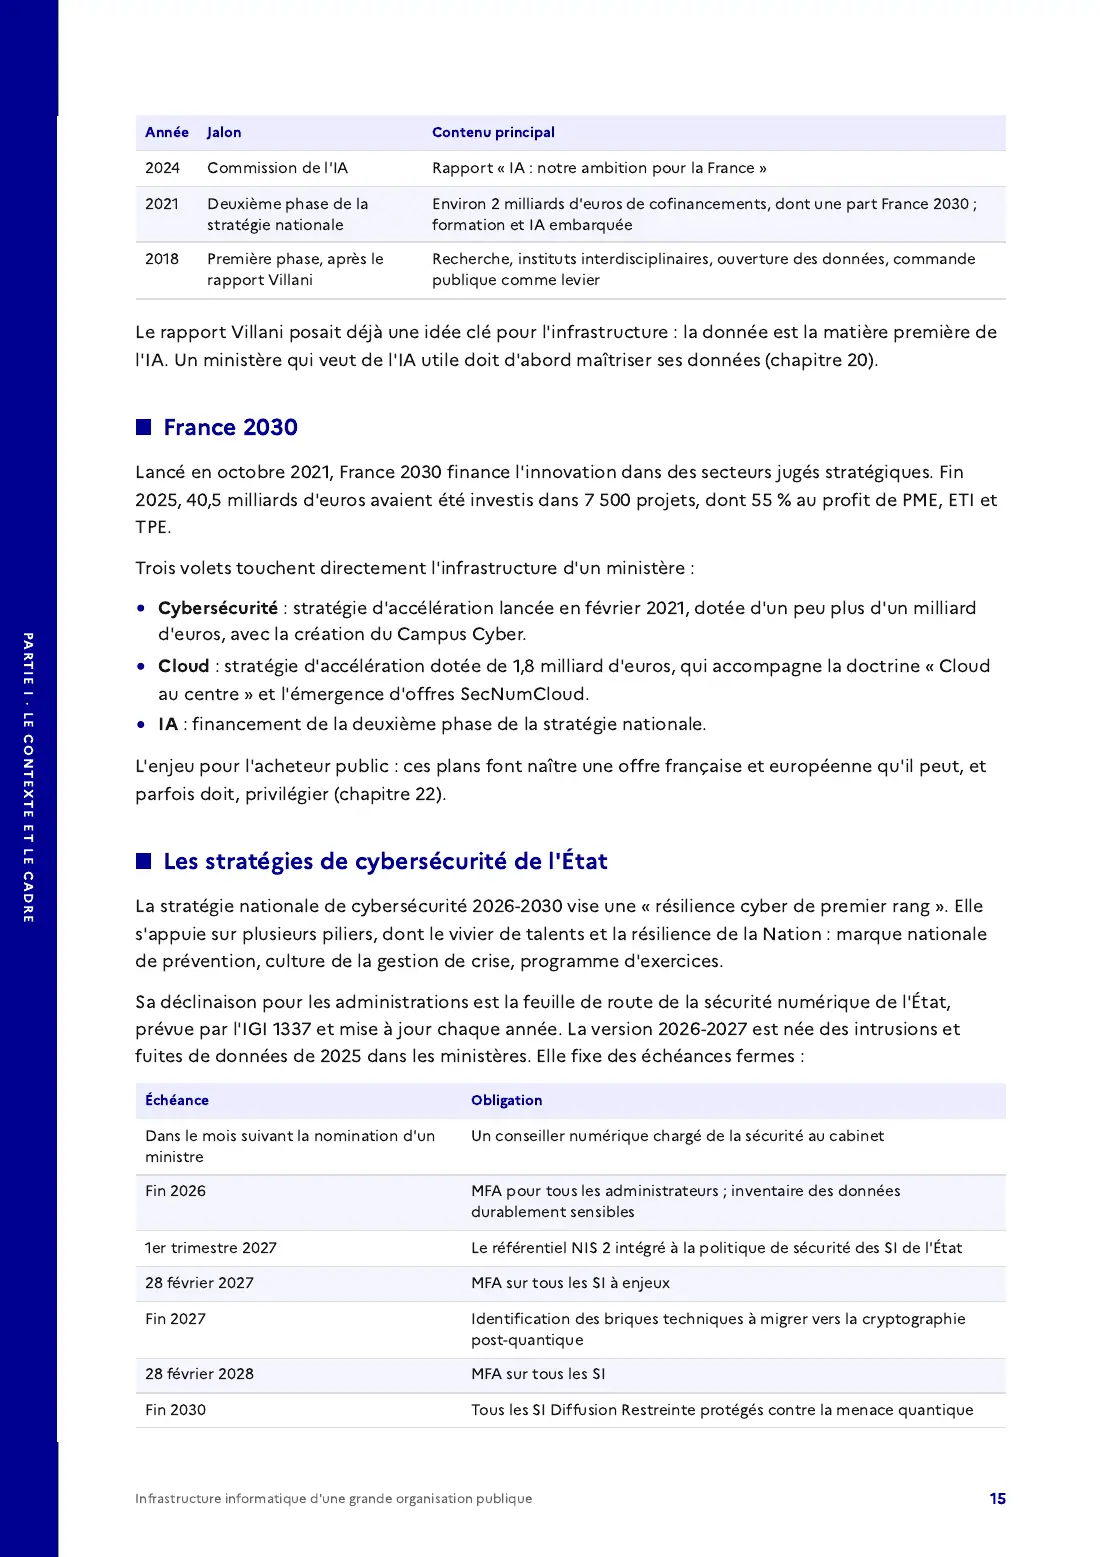 Année Jalon Contenu principal
2024 Commission de l'IA Rapport « IA : notre ambition pour la France »
2021 Deuxième phase de la stratégie nationale Environ 2 milliards d'euros de cofinancements, dont une part France 2030 ; formation et IA embarquée
2018 Première phase, après le rapport Villani Recherche, instituts interdisciplinaires, ouverture des données, commande publique comme levier
Le rapport Villani posait déjà une idée clé pour l'infrastructure : la donnée est la matière première de
l'IA. Un ministère qui veut de l'IA utile doit d'abord maîtriser ses données (chapitre 20).
France 2030
Lancé en octobre 2021, France 2030 finance l'innovation dans des secteurs jugés stratégiques. Fin
2025, 40,5 milliards d'euros avaient été investis dans 7 500 projets, dont 55 % au profit de PME, ETI et
TPE.
Trois volets touchent directement l'infrastructure d'un ministère :
• Cybersécurité : stratégie d'accélération lancée en février 2021, dotée d'un peu plus d'un milliard
d'euros, avec la création du Campus Cyber.
• Cloud : stratégie d'accélération dotée de 1,8 milliard d'euros, qui accompagne la doctrine « Cloud
au centre » et l'émergence d'offres SecNumCloud.
• IA : financement de la deuxième phase de la stratégie nationale.
L'enjeu pour l'acheteur public : ces plans font naître une offre française et européenne qu'il peut, et
parfois doit, privilégier (chapitre 22).
Les stratégies de cybersécurité de l'État
La stratégie nationale de cybersécurité 2026-2030 vise une « résilience cyber de premier rang ». Elle
s'appuie sur plusieurs piliers, dont le vivier de talents et la résilience de la Nation : marque nationale
de prévention, culture de la gestion de crise, programme d'exercices.
Sa déclinaison pour les administrations est la feuille de route de la sécurité numérique de l'État,
prévue par l'IGI 1337 et mise à jour chaque année. La version 2026-2027 est née des intrusions et
fuites de données de 2025 dans les ministères. Elle fixe des échéances fermes :
Échéance Obligation
Dans le mois suivant la nomination d'un ministre Un conseiller numérique chargé de la sécurité au cabinet
Fin 2026 MFA pour tous les administrateurs ; inventaire des données durablement sensibles
1er trimestre 2027 Le référentiel NIS 2 intégré à la politique de sécurité des SI de l'État
28 février 2027 MFA sur tous les SI à enjeux
Fin 2027 Identification des briques techniques à migrer vers la cryptographie post-quantique
28 février 2028 MFA sur tous les SI
Fin 2030 Tous les SI Diffusion Restreinte protégés contre la menace quantique
Infrastructure informatique d'une grande organisation publique 15
PARTIE I · LE CONTEXTE ET LE CADRE